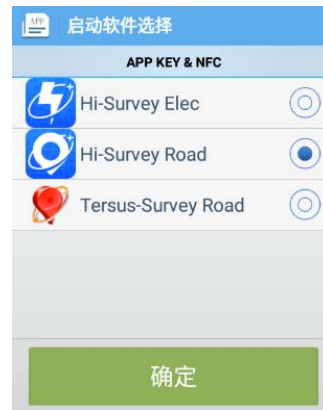 APP
启动软件选择
APP KEY & NFC
Hi-Survey Elec
Hi-Survey Road
Tersus-Survey Road
确定